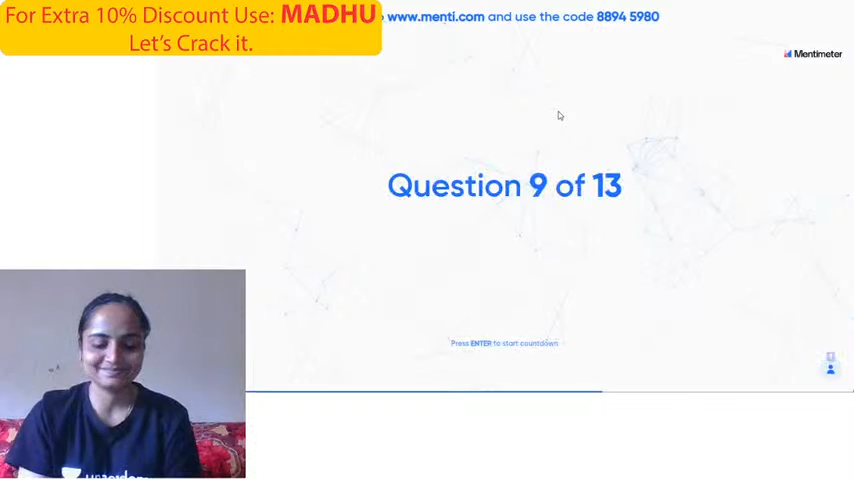 For Extra 10% Discount Use: MADHU
Let's Crack it.
www.menti.com and use the code 8894 5980
Mentimeter
Question 9 of 13
Press ENTER to start countdown